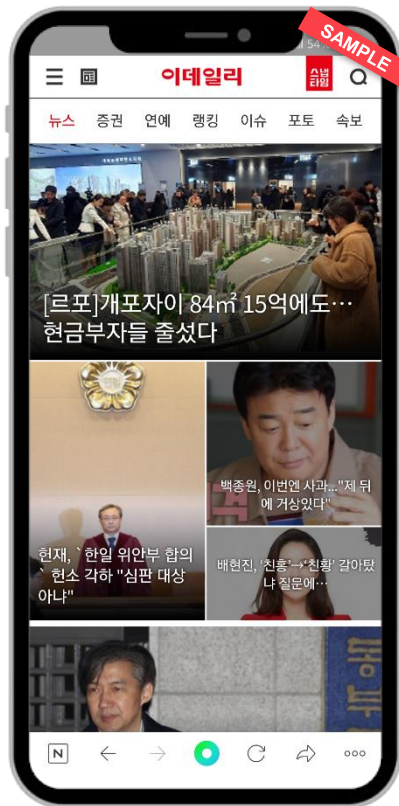 54%
SAMPLE
이데일리
스냅
타임
뉴스 증권 연예 랭킹 이슈 포토 속보
[르포]개포자이 84㎡ 15억에도…
현금부자들 줄섰다
백종원, 이번엔 사과..."제 뒤
에 거상있다"
헌재, `한일 위안부 합의
` 헌소 각하 "심판 대상
아냐"
배현진, '친홍'→'친황' 갈아탔
냐 질문에…
N